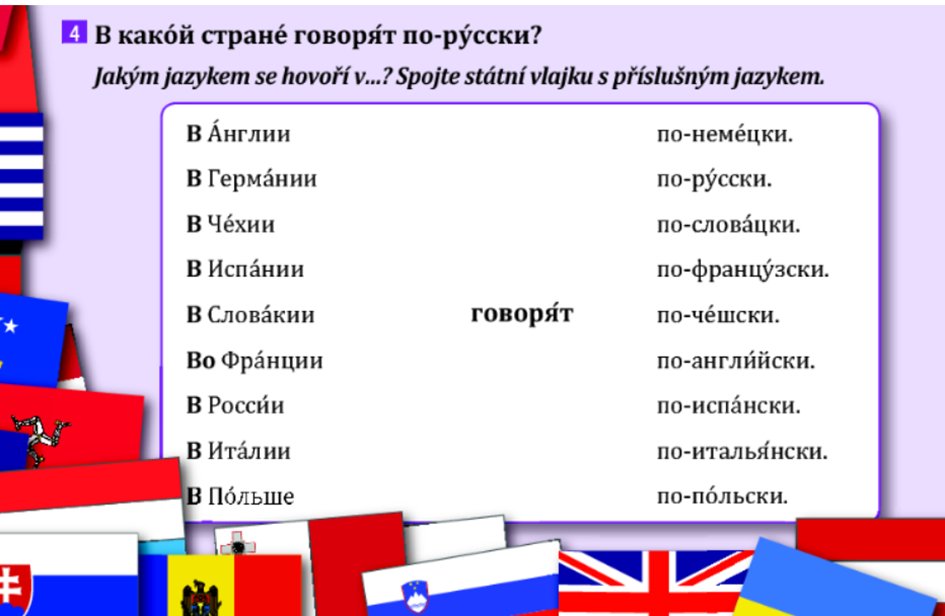 4 В како́й стране́ говоря́т по-ру́сски?
Jakým jazykem se hovoří v...? Spojte státní vlajku s příslušným jazykem.
В А́нглии по-неме́цки.
В Герма́нии по-ру́сски.
В Че́хии по-слова́цки.
В Испа́нии по-францу́зски.
В Слова́кии говоря́т по-че́шски.
Во Фра́нции по-англи́йски.
В Росси́и по-испа́нски.
В Ита́лии по-италья́нски.
В По́льше по-по́льски.